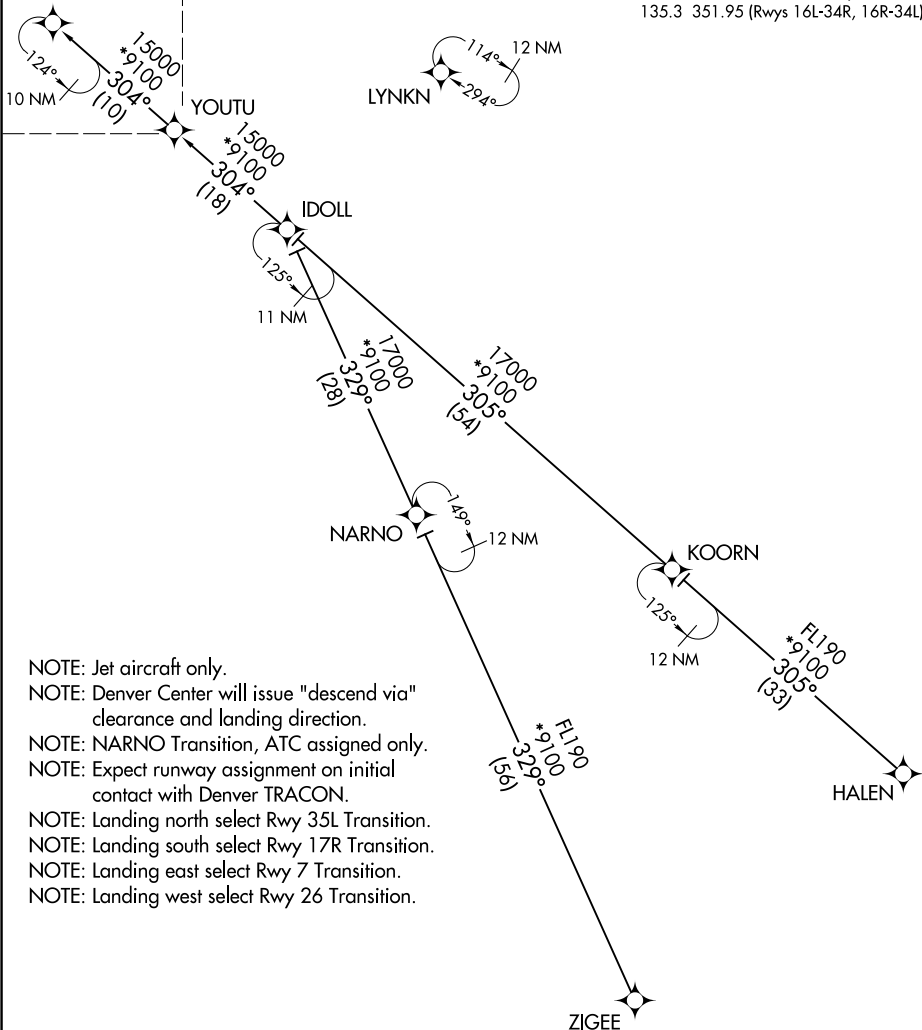 135.3 351.95 (Rwys 16L-34R, 16R-34L)
124°
10 NM
15000
*9100
304°
(10)
114°
12 NM
294°
LYNKN
YOUTU
15000
*9100
304°
(18)
IDOLL
125°
11 NM
17000
*9100
329°
(28)
17000
*9100
305°
(54)
NARNO
149°
12 NM
KOORN
125°
12 NM
FL190
*9100
305°
(33)
HALEN
FL190
*9100
329°
(56)
ZIGEE
NOTE: Jet aircraft only.
NOTE: Denver Center will issue "descend via"
clearance and landing direction.
NOTE: NARNO Transition, ATC assigned only.
NOTE: Expect runway assignment on initial
contact with Denver TRACON.
NOTE: Landing north select Rwy 35L Transition.
NOTE: Landing south select Rwy 17R Transition.
NOTE: Landing east select Rwy 7 Transition.
NOTE: Landing west select Rwy 26 Transition.